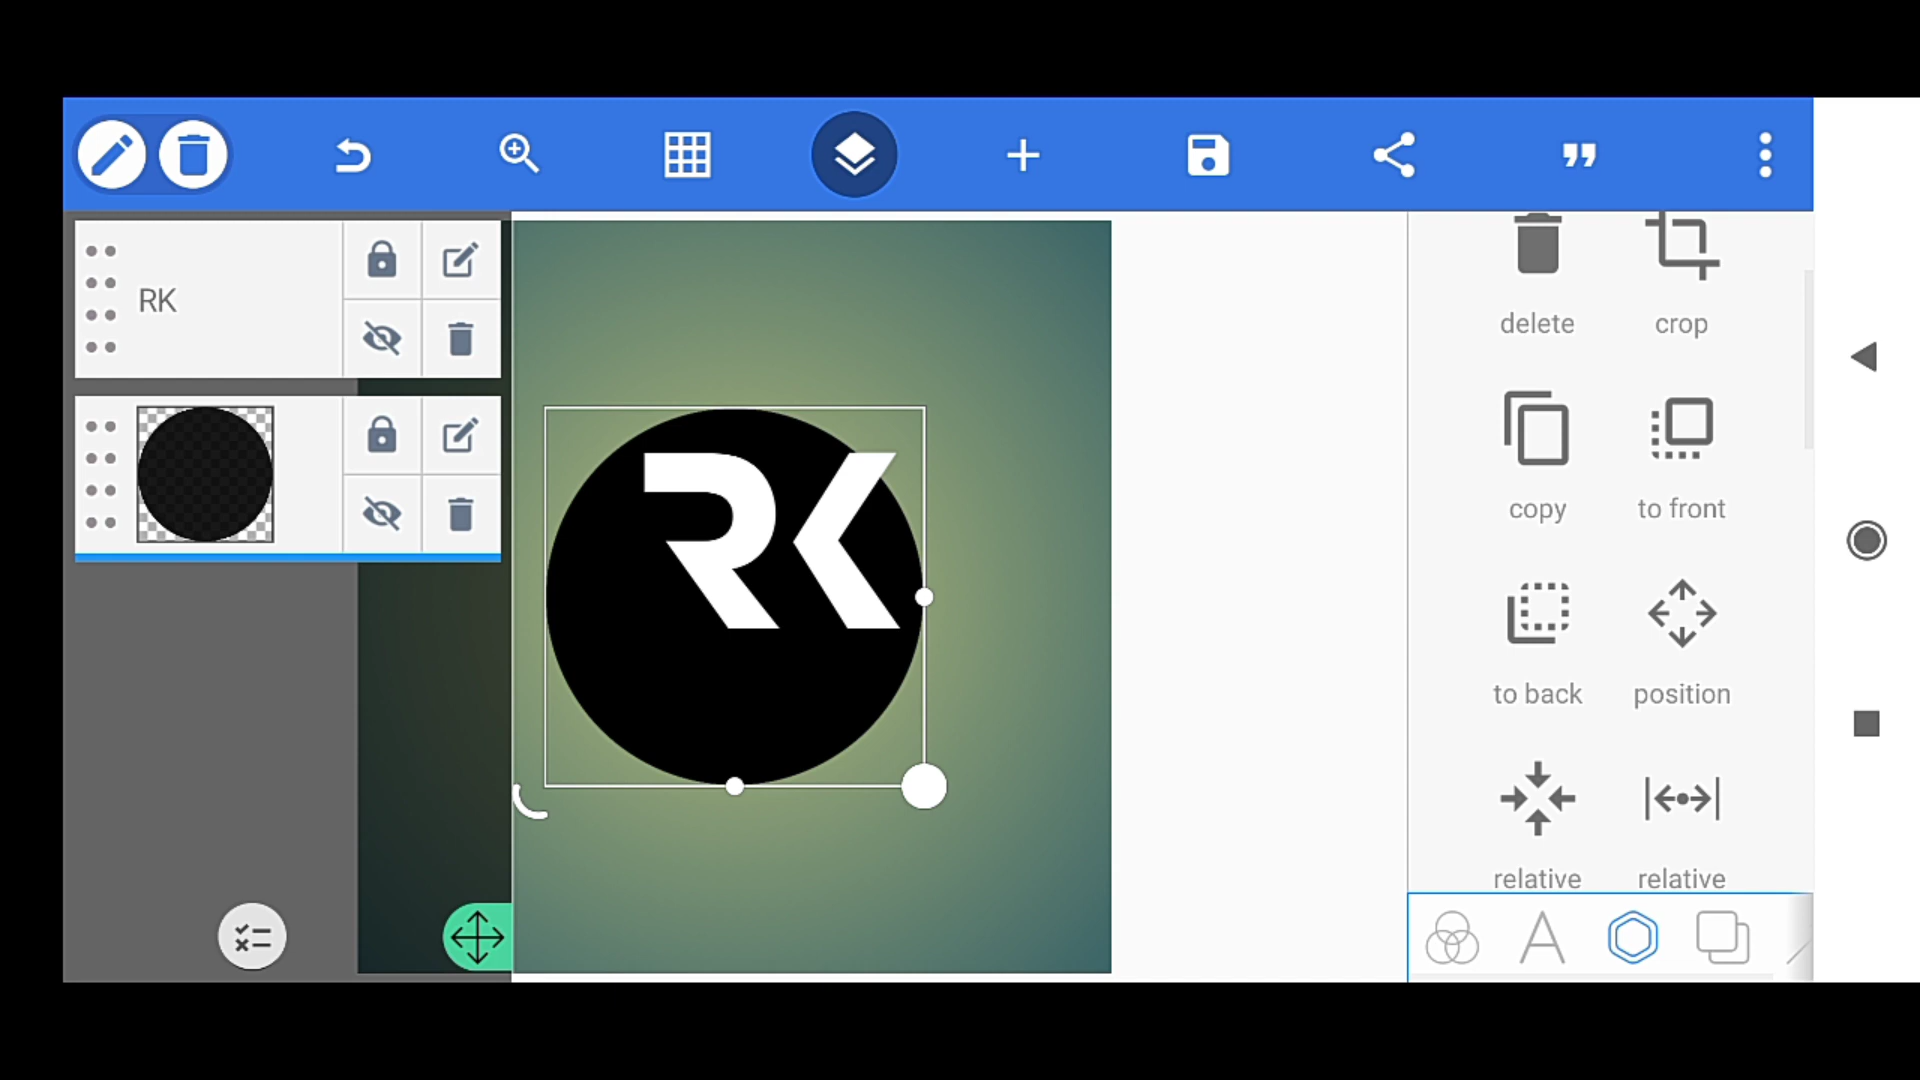 RK
RK
delete crop
copy to front
to back position
relative relative